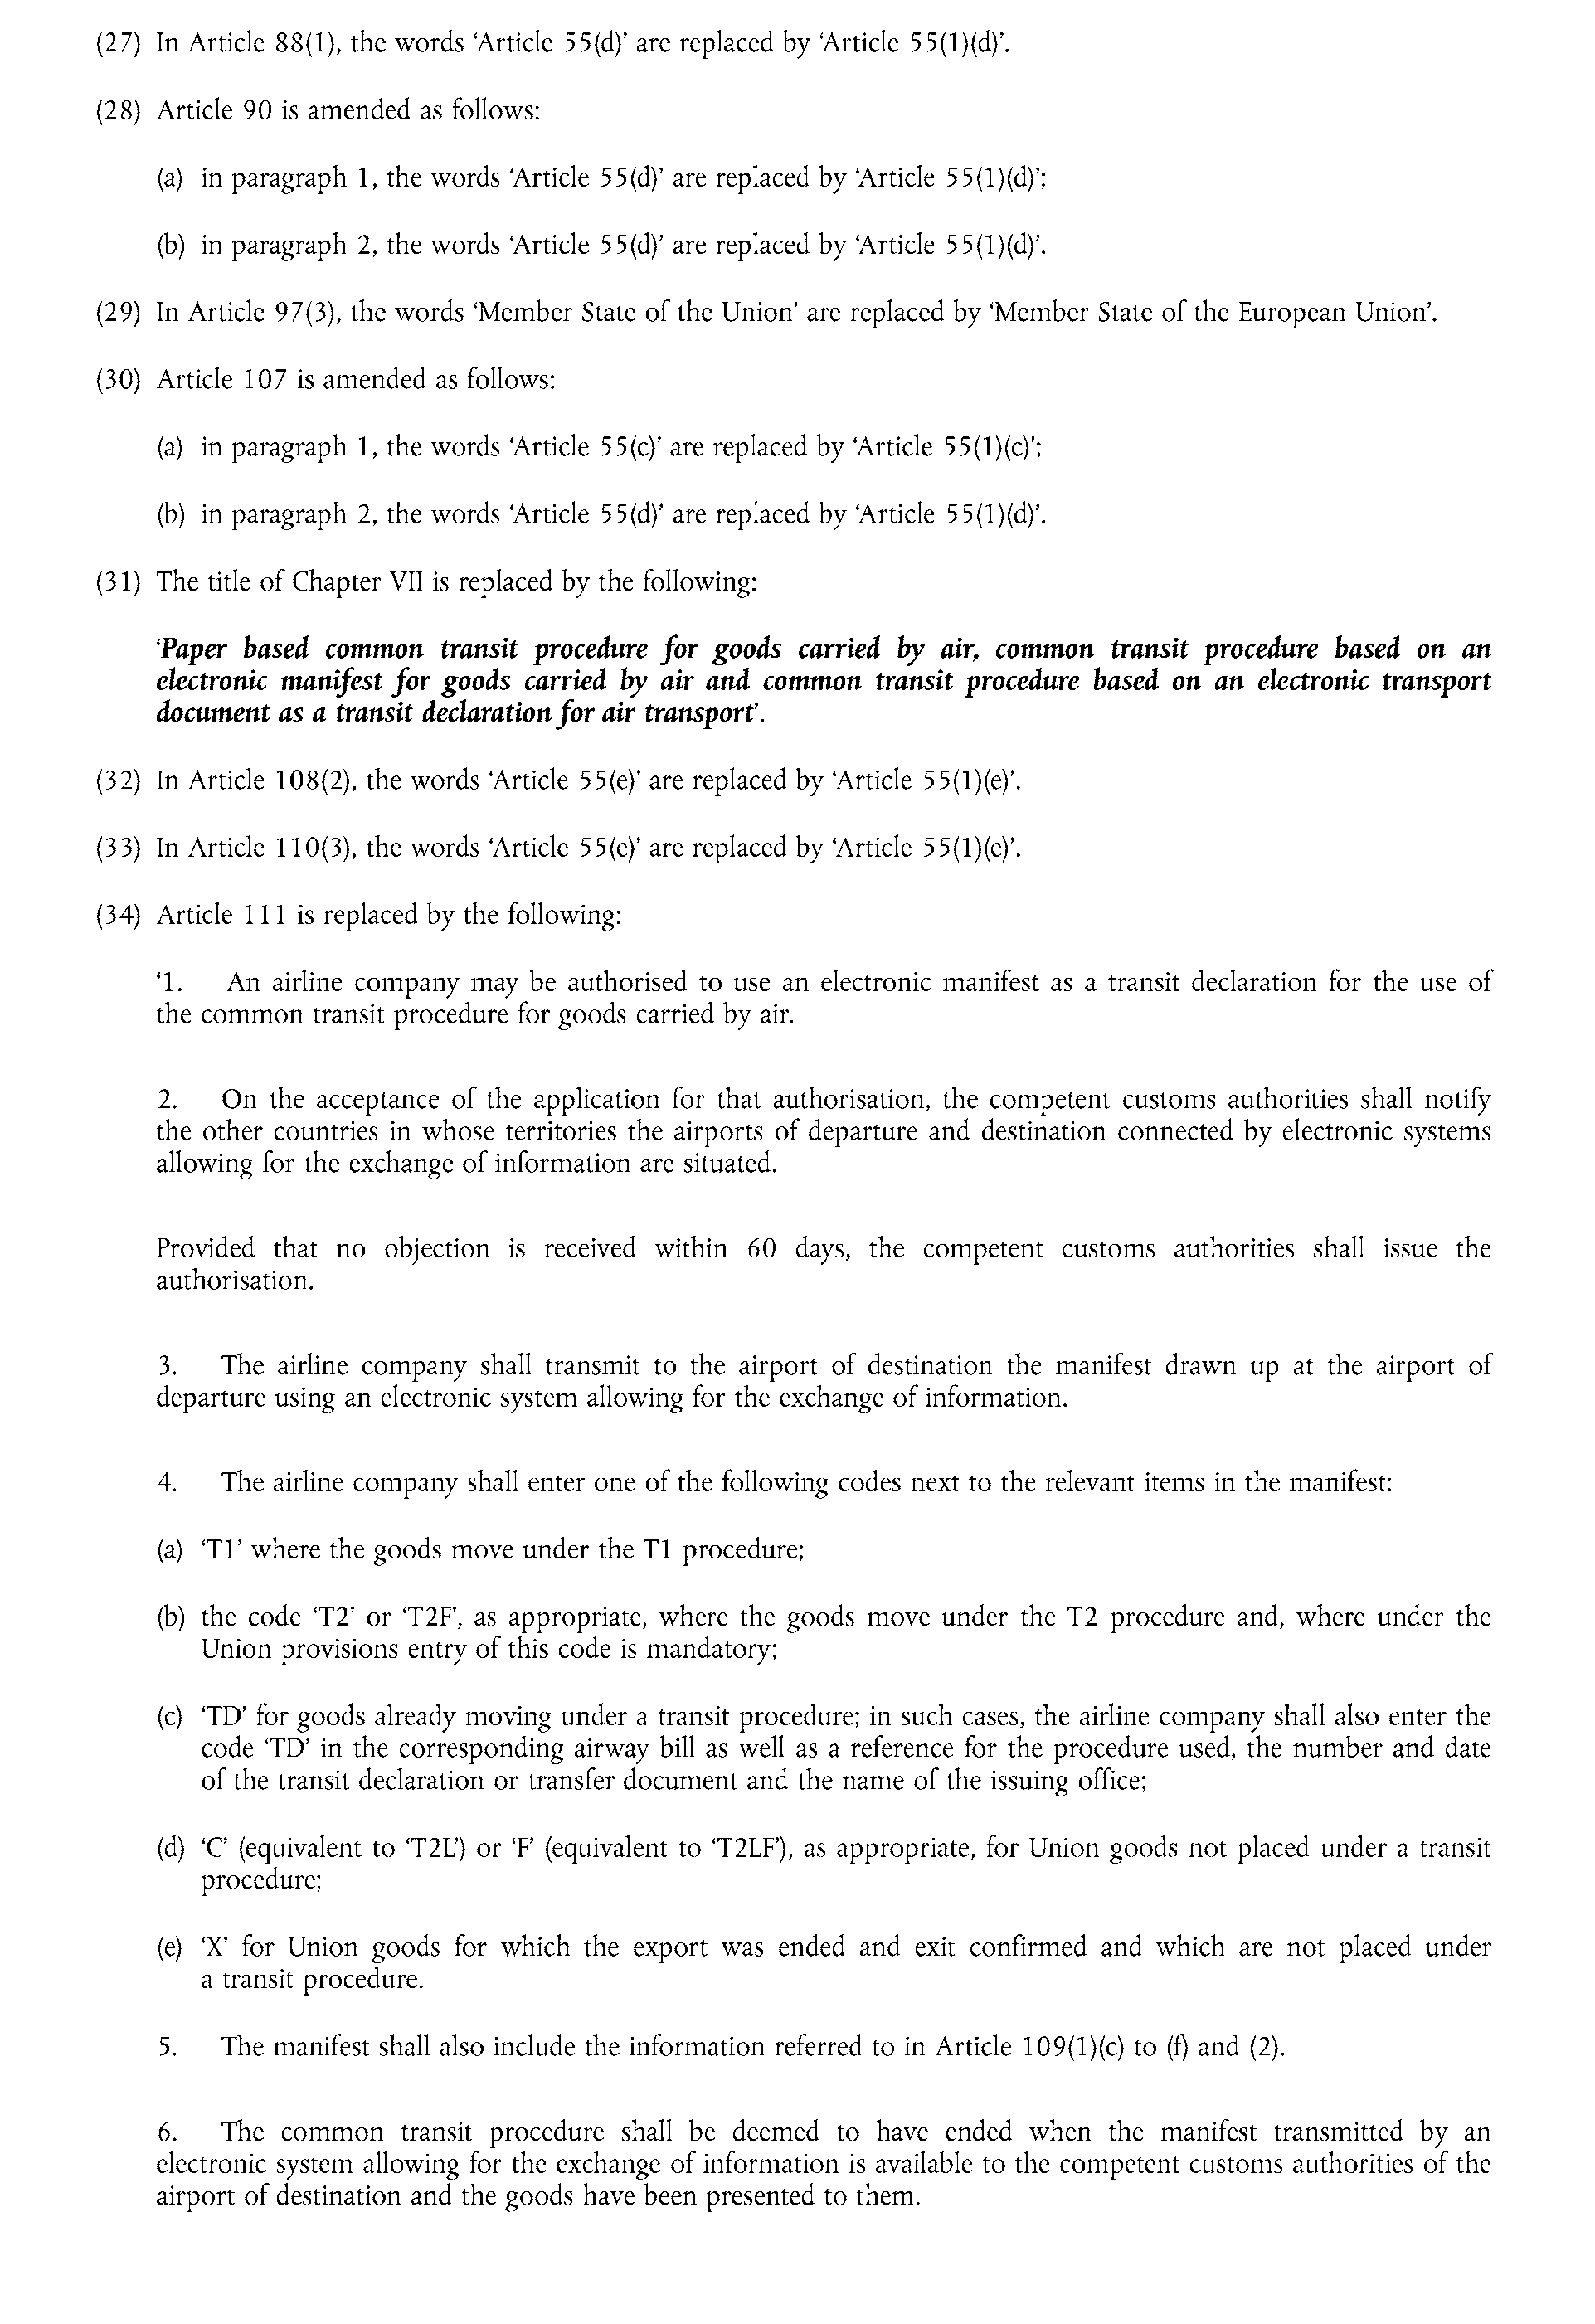 (27) In Article 88(1), the words ‘Article 55(d)’ are replaced by ‘Article 55(1)(d)’.
(28) Article 90 is amended as follows:
(a) in paragraph 1, the words ‘Article 55(d)’ are replaced by ‘Article 55(1)(d)’;
(b) in paragraph 2, the words ‘Article 55(d)’ are replaced by ‘Article 55(1)(d)’.
(29) In Article 97(3), the words ‘Member State of the Union’ are replaced by ‘Member State of the European Union’.
(30) Article 107 is amended as follows:
(a) in paragraph 1, the words ‘Article 55(c)’ are replaced by ‘Article 55(1)(c)’;
(b) in paragraph 2, the words ‘Article 55(d)’ are replaced by ‘Article 55(1)(d)’.
(31) The title of Chapter VII is replaced by the following:
‘Paper based common transit procedure for goods carried by air, common transit procedure based on an
electronic manifest for goods carried by air and common transit procedure based on an electronic transport
document as a transit declaration for air transport’.
(32) In Article 108(2), the words ‘Article 55(e)’ are replaced by ‘Article 55(1)(e)’.
(33) In Article 110(3), the words ‘Article 55(e)’ are replaced by ‘Article 55(1)(e)’.
(34) Article 111 is replaced by the following:
‘1. An airline company may be authorised to use an electronic manifest as a transit declaration for the use of
the common transit procedure for goods carried by air.
2. On the acceptance of the application for that authorisation, the competent customs authorities shall notify
the other countries in whose territories the airports of departure and destination connected by electronic systems
allowing for the exchange of information are situated.
Provided that no objection is received within 60 days, the competent customs authorities shall issue the
authorisation.
3. The airline company shall transmit to the airport of destination the manifest drawn up at the airport of
departure using an electronic system allowing for the exchange of information.
4. The airline company shall enter one of the following codes next to the relevant items in the manifest:
(a) ‘T1’ where the goods move under the T1 procedure;
(b) the code ‘T2’ or ‘T2F’, as appropriate, where the goods move under the T2 procedure and, where under the
Union provisions entry of this code is mandatory;
(c) ‘TD’ for goods already moving under a transit procedure; in such cases, the airline company shall also enter the
code ‘TD’ in the corresponding airway bill as well as a reference for the procedure used, the number and date
of the transit declaration or transfer document and the name of the issuing office;
(d) ‘C’ (equivalent to ‘T2L’) or ‘F’ (equivalent to ‘T2LF’), as appropriate, for Union goods not placed under a transit
procedure;
(e) ‘X’ for Union goods for which the export was ended and exit confirmed and which are not placed under
a transit procedure.
5. The manifest shall also include the information referred to in Article 109(1)(c) to (f) and (2).
6. The common transit procedure shall be deemed to have ended when the manifest transmitted by an
electronic system allowing for the exchange of information is available to the competent customs authorities of the
airport of destination and the goods have been presented to them.